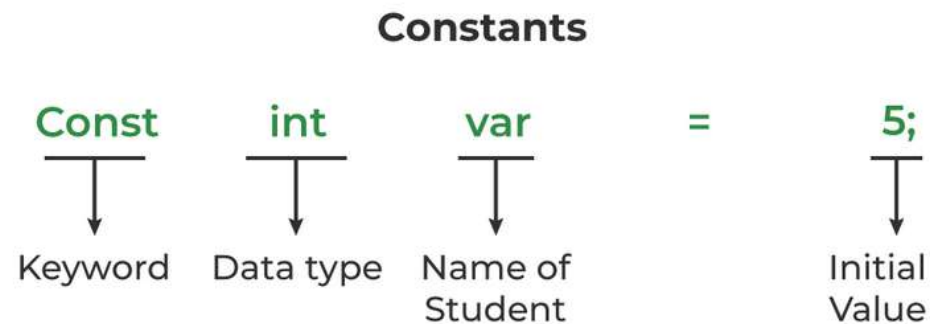 Constants
Const int var = 5;
Keyword Data type Name of Initial
Student Value